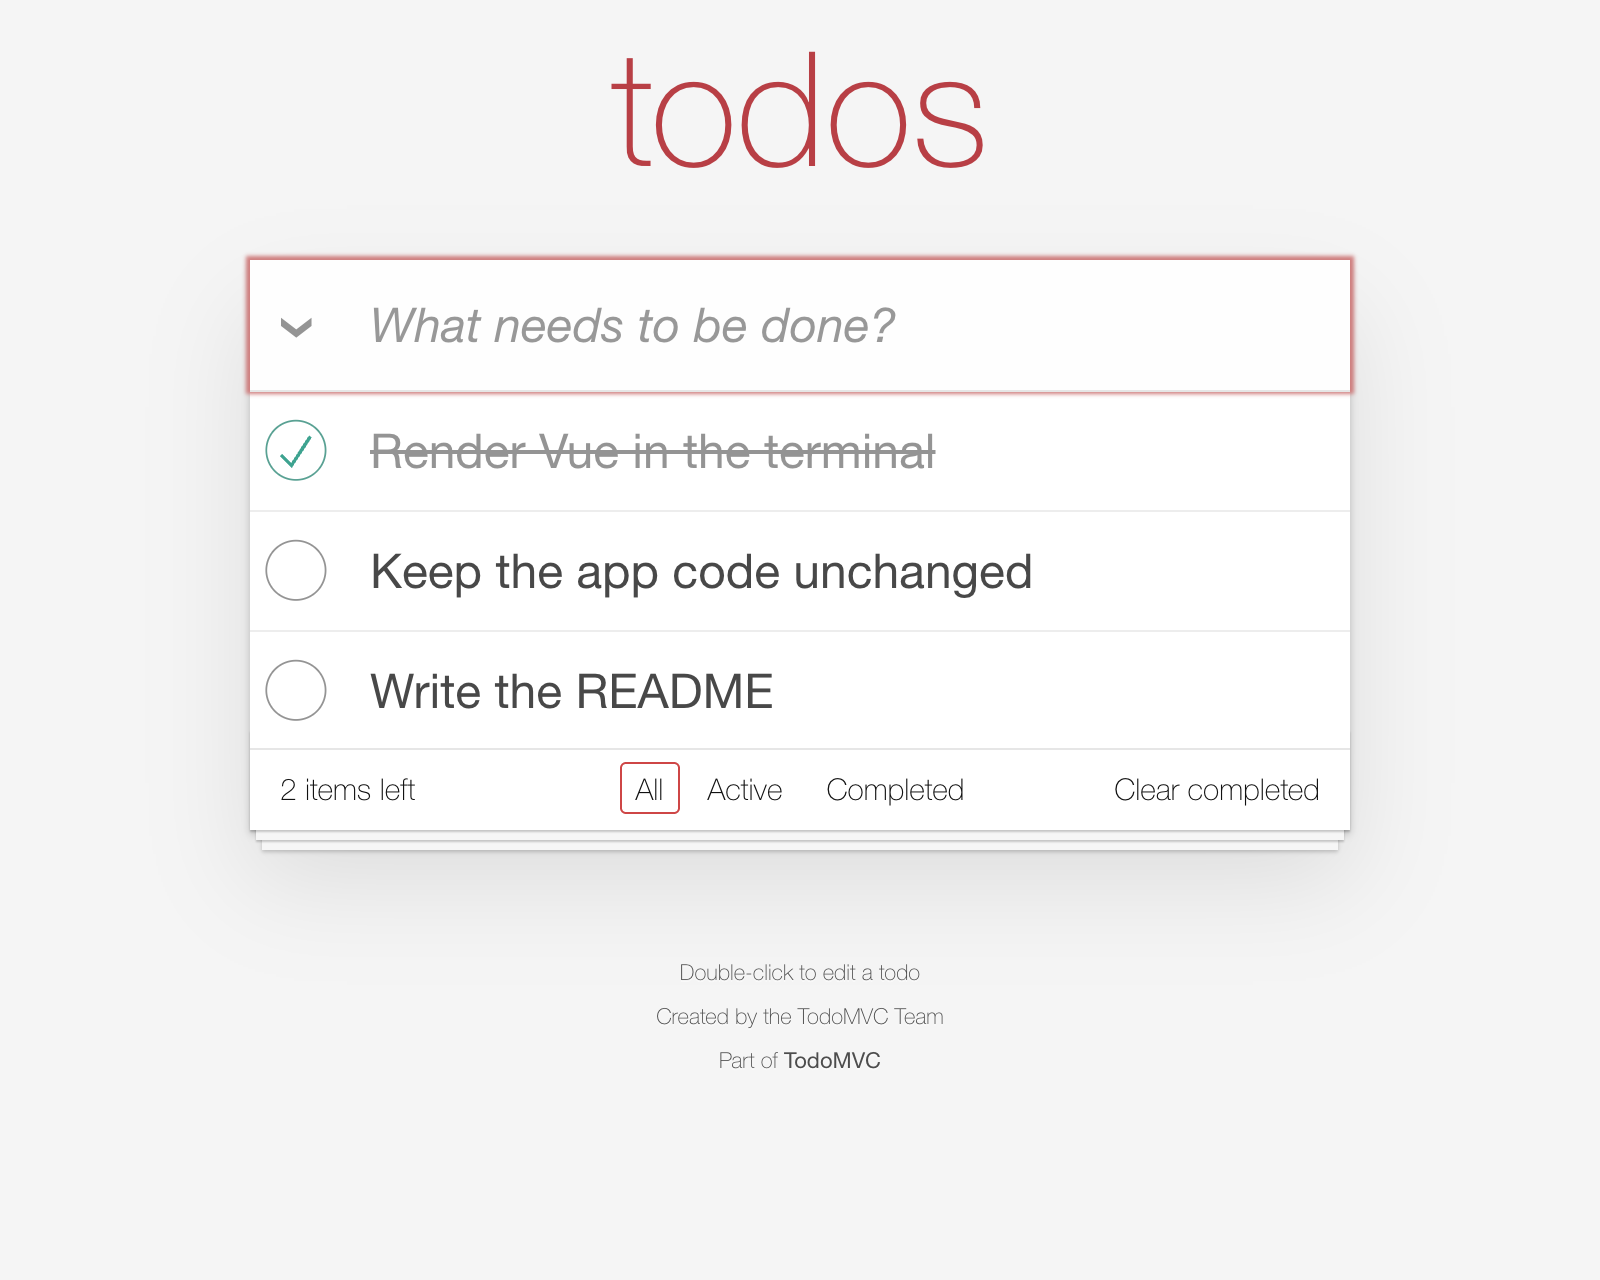 todos
What needs to be done?
Render Vue in the terminal
Keep the app code unchanged
Write the README
2 items left All Active Completed Clear completed
Double-click to edit a todo
Created by the TodoMVC Team
Part of TodoMVC